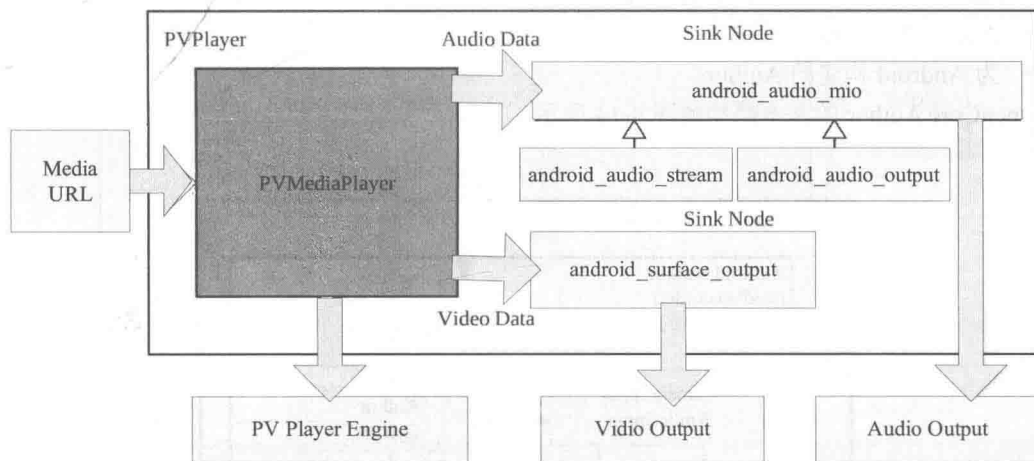 PVPlayer
Audio Data
Sink Node
android_audio_mio
Media
URL
PVMediaPlayer
android_audio_stream
android_audio_output
Sink Node
android_surface_output
Video Data
PV Player Engine
Vidio Output
Audio Output